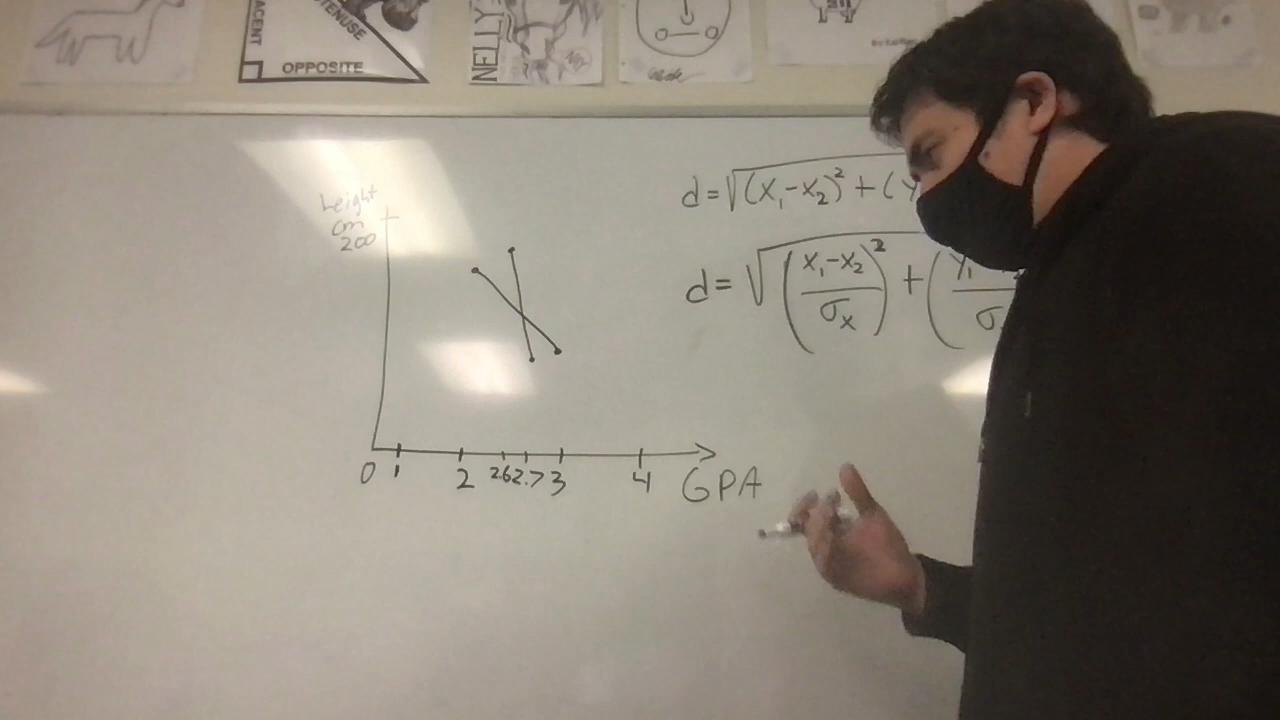 ADJACENT
OPPOSITE
NELLY
height
cm
200
0 1 2 2.6 2.7 3 4 GPA
d=√(x₁-x₂)²+(y
d=√((x₁-x₂)/σₓ)²+(y₁
σ